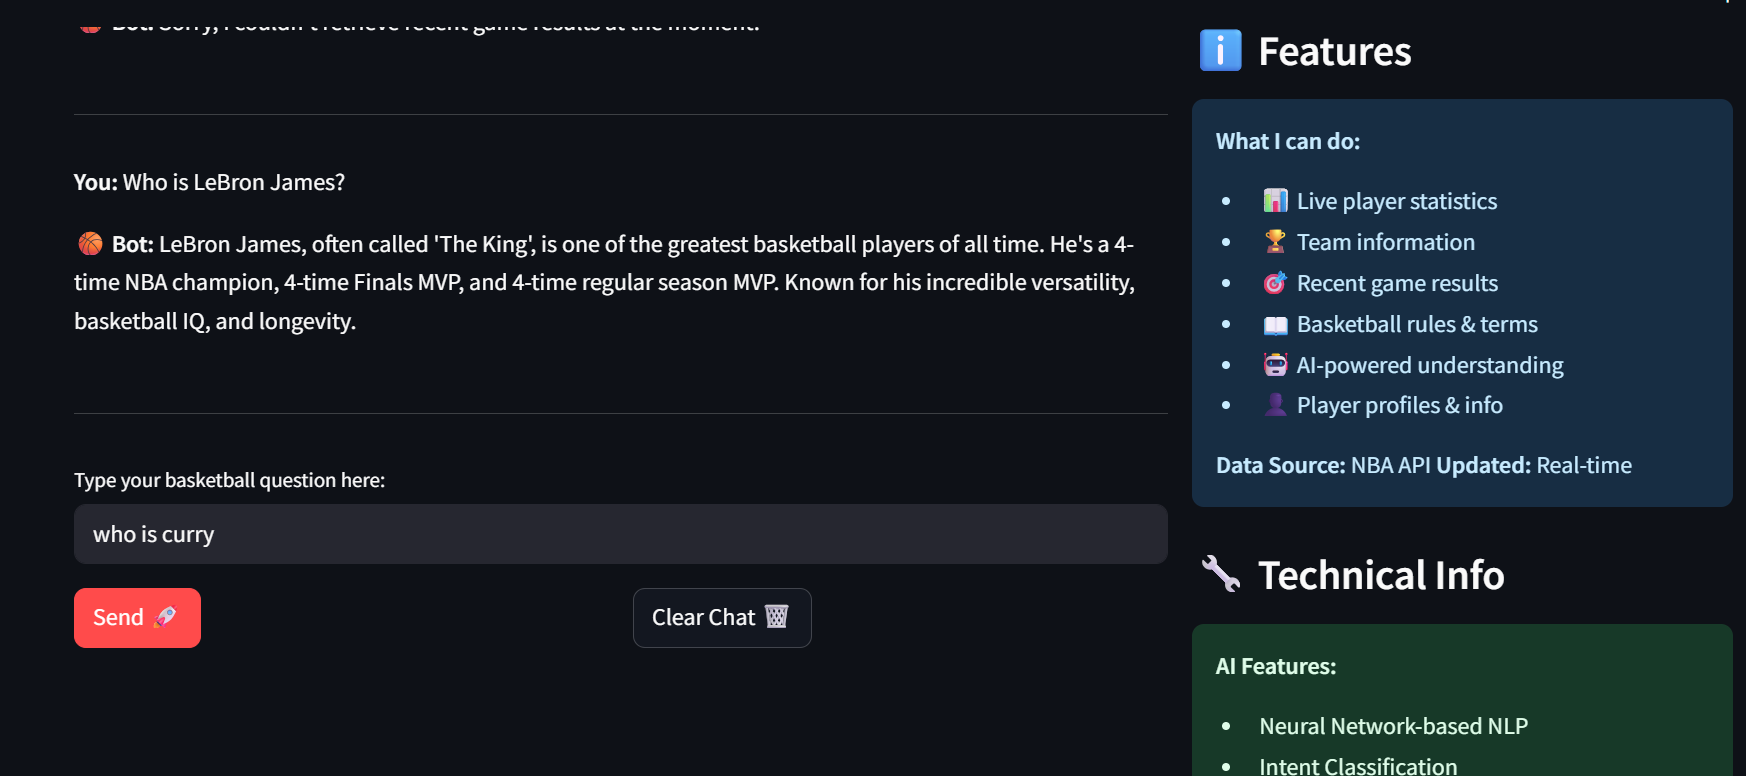 Bot: Sorry, I couldn't retrieve recent game results at the moment.
You: Who is LeBron James?
Bot: LeBron James, often called 'The King', is one of the greatest basketball players of all time. He's a 4-
time NBA champion, 4-time Finals MVP, and 4-time regular season MVP. Known for his incredible versatility,
basketball IQ, and longevity.
Type your basketball question here:
who is curry
Send
Clear Chat
Features
What I can do:
Live player statistics
Team information
Recent game results
Basketball rules & terms
AI-powered understanding
Player profiles & info
Data Source: NBA API Updated: Real-time
Technical Info
AI Features:
Neural Network-based NLP
Intent Classification